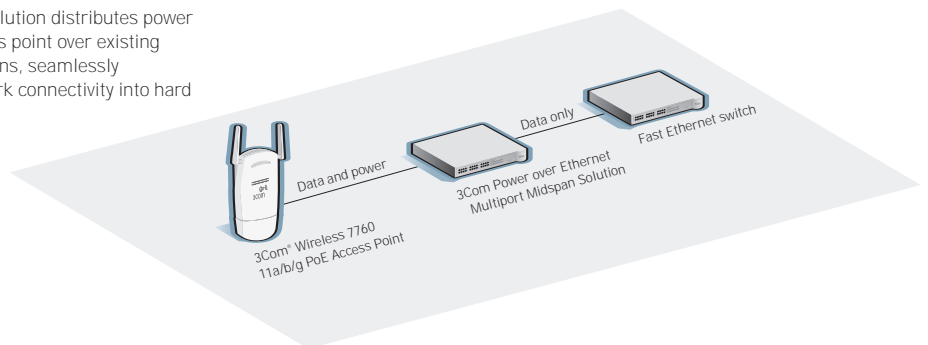 lution distributes power
s point over existing
ns, seamlessly
rk connectivity into hard
Data only
Fast Ethernet switch
Data and power
3Com Power over Ethernet
Multiport Midspan Solution
3com
3Com® Wireless 7760
11a/b/g PoE Access Point